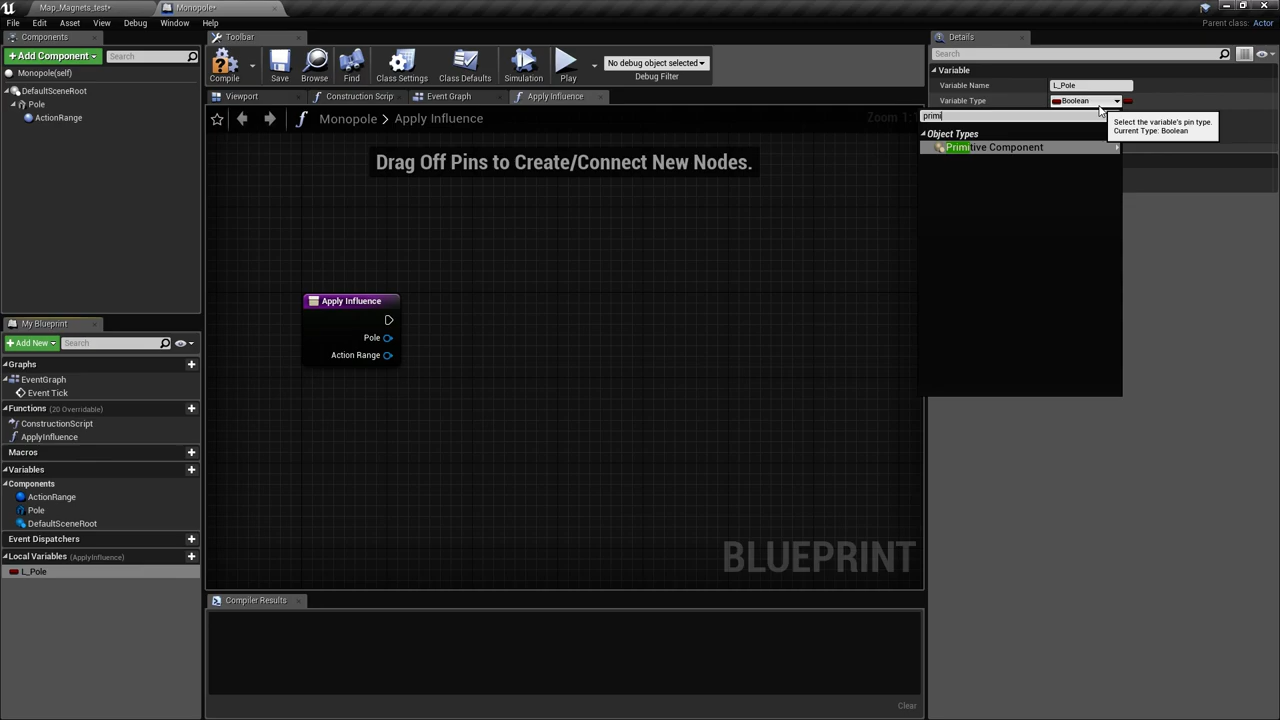 Map_Magnets_test*
Monopole*
File Edit Asset View Debug Window Help
Parent class: Actor
Components
Add Component
Search
Monopole(self)
DefaultSceneRoot
Pole
ActionRange
Toolbar
Compile
Save
Browse
Find
Class Settings
Class Defaults
Simulation
Play
No debug object selected
Debug Filter
Viewport
Construction Scrip
Event Graph
Apply Influence
Monopole > Apply Influence
Zoom 1:
Drag Off Pins to Create/Connect New Nodes.
Apply Influence
Pole
Action Range
BLUEPRINT
My Blueprint
Add New
Search
Graphs
EventGraph
Event Tick
Functions (20 Overridable)
ConstructionScript
ApplyInfluence
Macros
Variables
Components
ActionRange
Pole
DefaultSceneRoot
Event Dispatchers
Local Variables (ApplyInfluence)
L_Pole
Compiler Results
Clear
Details
Search
Variable
Variable Name
L_Pole
Variable Type
Boolean
primi
Select the variable's pin type.
Current Type: Boolean
Object Types
Primitive Component